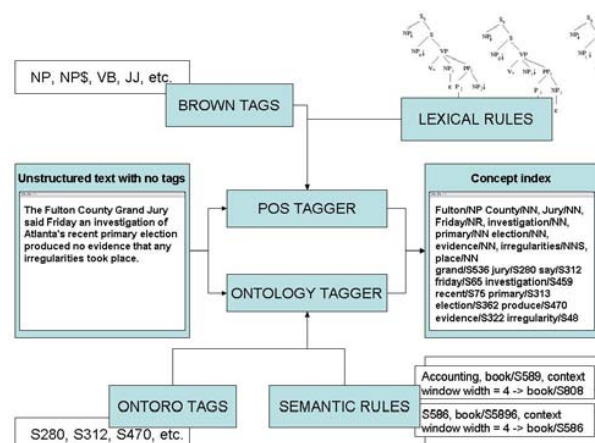 NP, NP$, VB, JJ, etc.
BROWN TAGS
LEXICAL RULES
Unstructured text with no tags
The Fulton County Grand Jury
said Friday an investigation of
Atlanta's recent primary election
produced no evidence that any
irregularities took place.
POS TAGGER
ONTOLOGY TAGGER
Concept index
Fulton/NP County/NN, Jury/NN,
Friday/NR, investigation/NN,
primary/NN election/NN,
evidence/NN, irregularities/NNS,
place/NN
grand/S536 jury/S280 say/S312
friday/S65 investigation/S459
recent/S75 primary/S313
election/S362 produce/S470
evidence/S322 irregularity/S48
ONTORO TAGS
SEMANTIC RULES
S280, S312, S470, etc.
Accounting, book/S589, context
window width = 4 -> book/S808
S586, book/S5896, context
window width = 4 -> book/S586